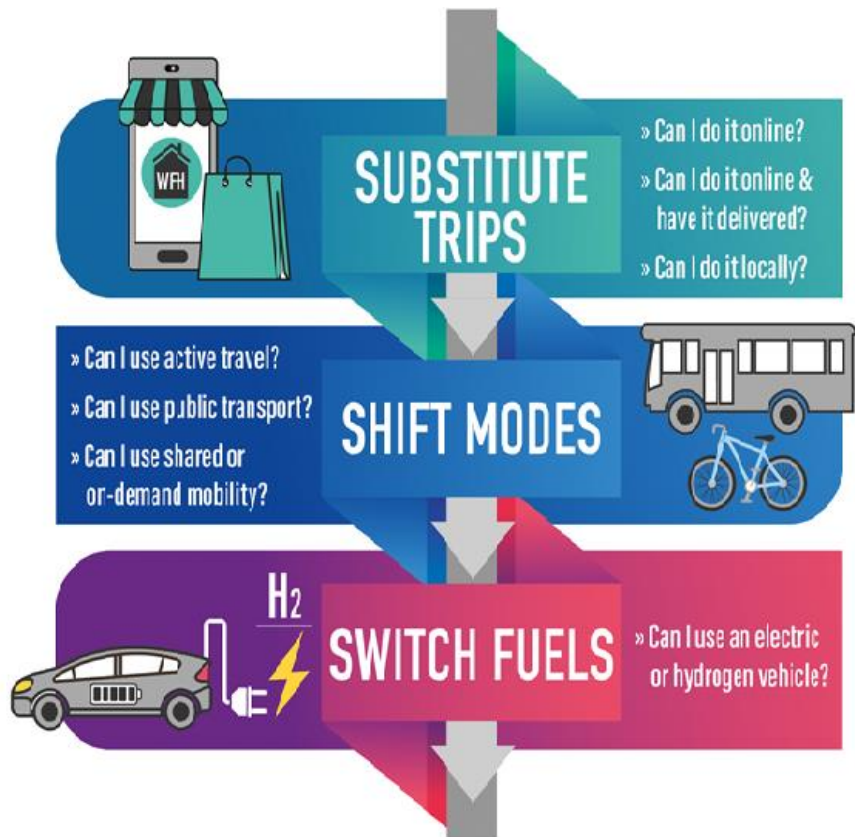 WFH
SUBSTITUTE
TRIPS
» Can I do it online?
» Can I do it online &
have it delivered?
» Can I do it locally?
» Can I use active travel?
» Can I use public transport?
» Can I use shared or
on-demand mobility?
SHIFT MODES
H2
SWITCH FUELS
» Can I use an electric
or hydrogen vehicle?